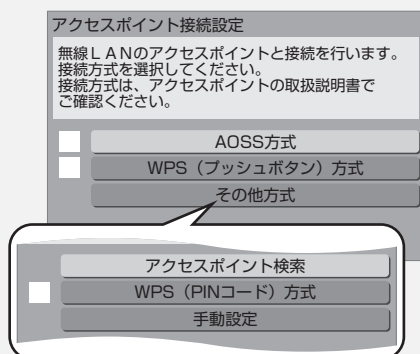 アクセスポイント接続設定
無線LANのアクセスポイントと接続を行います。
接続方式を選択してください。
接続方式は、アクセスポイントの取扱説明書で
ご確認ください。
AOSS方式
WPS(プッシュボタン)方式
その他方式
アクセスポイント検索
WPS(PINコード)方式
手動設定